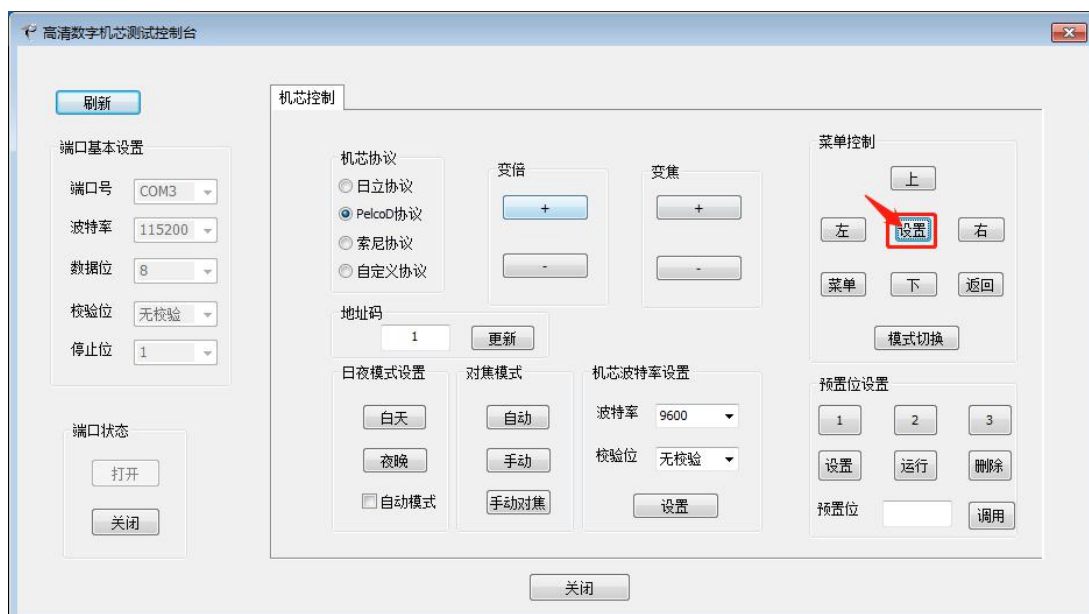 高清数字机芯测试控制台
刷新
端口基本设置
端口号 COM3
波特率 115200
数据位 8
校验位 无校验
停止位 1
端口状态
打开
关闭
机芯控制
机芯协议
日立协议
PelcoD协议
索尼协议
自定义协议
变倍
+
-
变焦
+
-
地址码
1 更新
日夜模式设置
白天
夜晚
自动模式
对焦模式
自动
手动
手动对焦
机芯波特率设置
波特率 9600
校验位 无校验
设置
菜单控制
上
左 设置 右
菜单 下 返回
模式切换
预置位设置
1 2 3
设置 运行 删除
预置位 调用
关闭